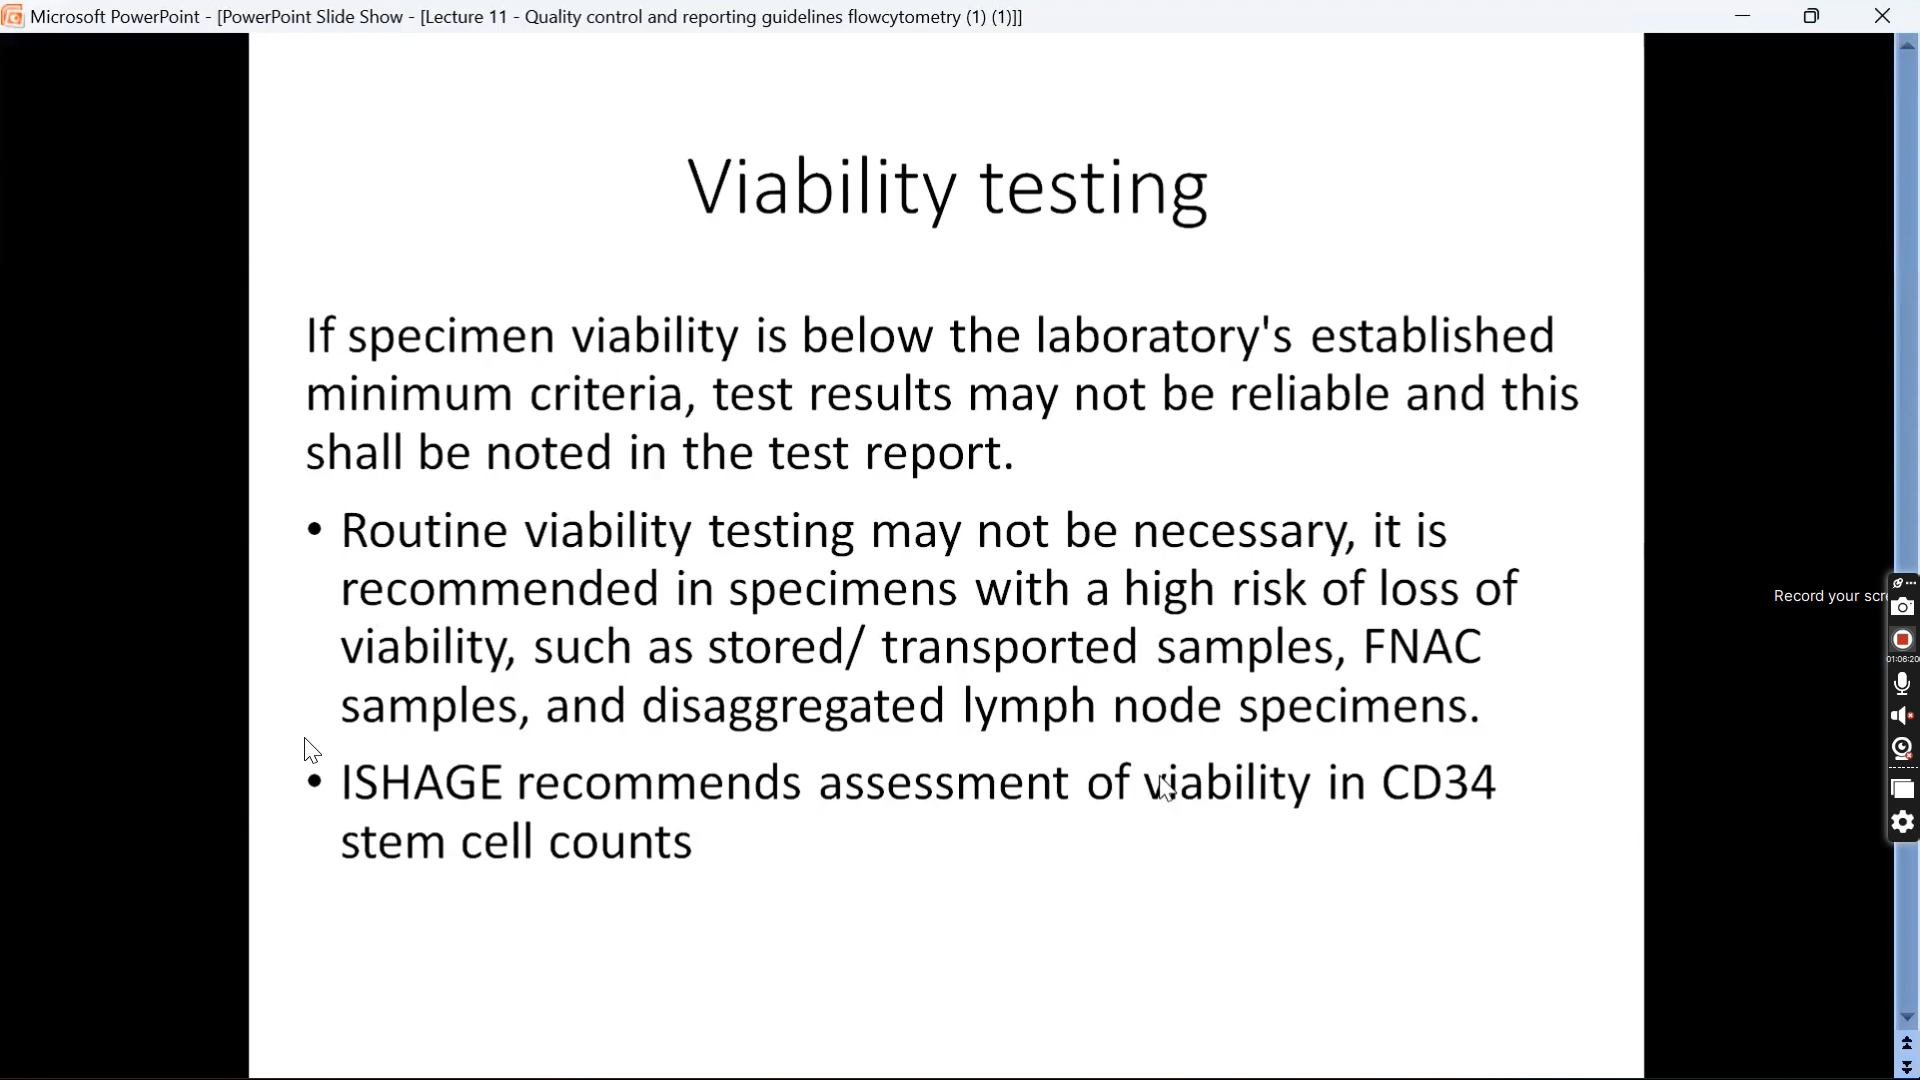 Microsoft PowerPoint - [PowerPoint Slide Show - [Lecture 11 - Quality control and reporting guidelines flowcytometry (1) (1)]]
Viability testing
If specimen viability is below the laboratory's established
minimum criteria, test results may not be reliable and this
shall be noted in the test report.
• Routine viability testing may not be necessary, it is
recommended in specimens with a high risk of loss of
viability, such as stored/ transported samples, FNAC
samples, and disaggregated lymph node specimens.
• ISHAGE recommends assessment of viability in CD34
stem cell counts
Record your scre
01:06:20